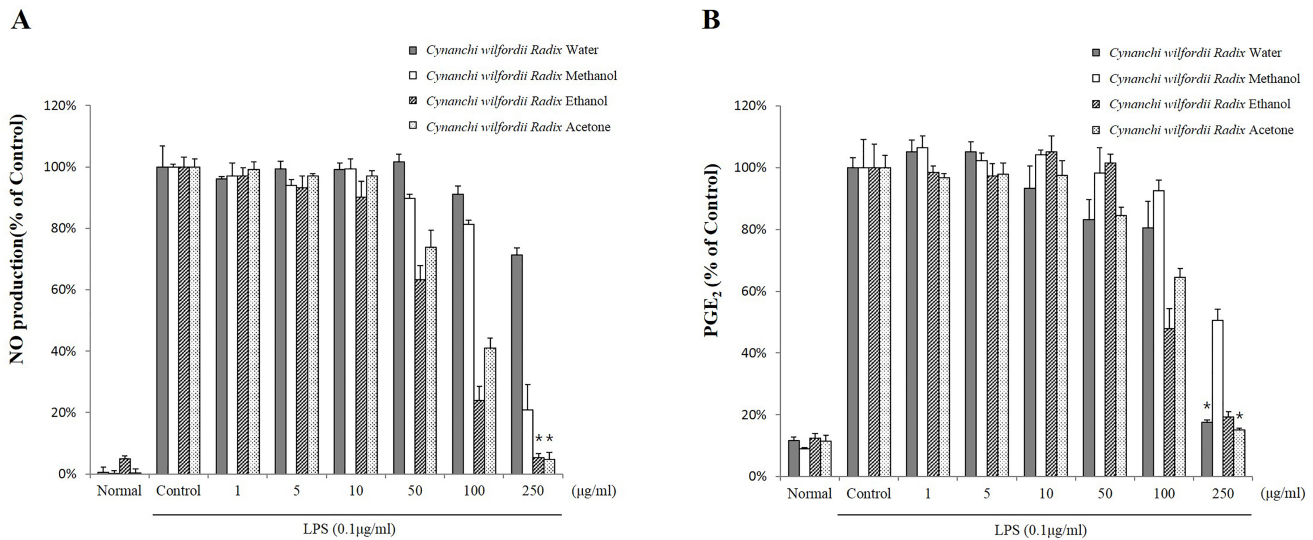 A
Cynanchi wilfordii Radix Water
Cynanchi wilfordii Radix Methanol
Cynanchi wilfordii Radix Ethanol
Cynanchi wilfordii Radix Acetone
NO production(% of Control)
120%
100%
80%
60%
40%
20%
0%
* *
Normal Control 1 5 10 50 100 250 (μg/ml)
LPS (0.1μg/ml)
B
Cynanchi wilfordii Radix Water
Cynanchi wilfordii Radix Methanol
Cynanchi wilfordii Radix Ethanol
Cynanchi wilfordii Radix Acetone
PGE₂ (% of Control)
120%
100%
80%
60%
40%
20%
0%
* *
Normal Control 1 5 10 50 100 250 (μg/ml)
LPS (0.1μg/ml)